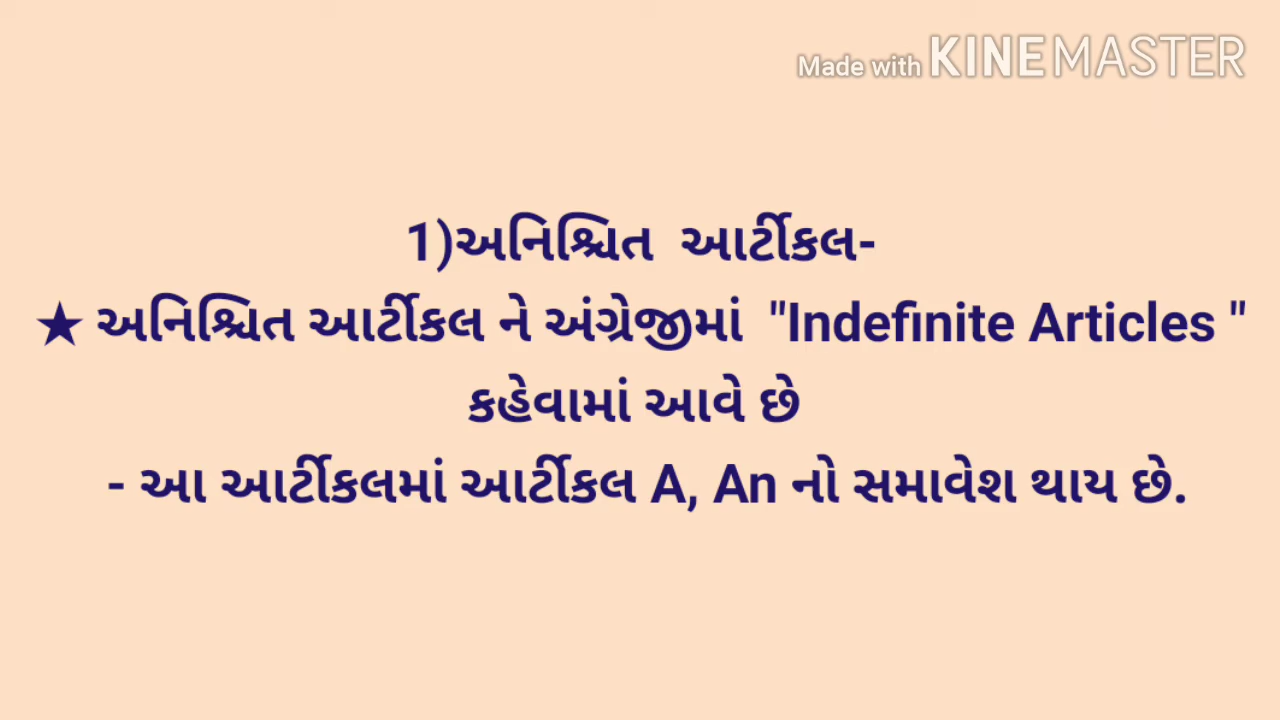 Made with KINEMASTER
1)અનિશ્ચિત આર્ટીકલ-
★ અનિશ્ચિત આર્ટીકલ ને અંગ્રેજીમાં "Indefinite Articles "
કહેવામાં આવે છે
- આ આર્ટીકલમાં આર્ટીકલ A, An નો સમાવેશ થાય છે.